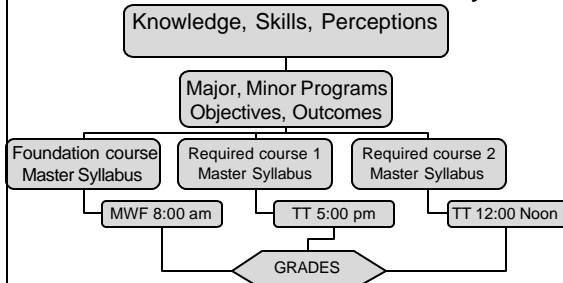 Knowledge, Skills, Perceptions
Major, Minor Programs
Objectives, Outcomes
Foundation course
Master Syllabus
Required course 1
Master Syllabus
Required course 2
Master Syllabus
MWF 8:00 am
TT 5:00 pm
TT 12:00 Noon
GRADES